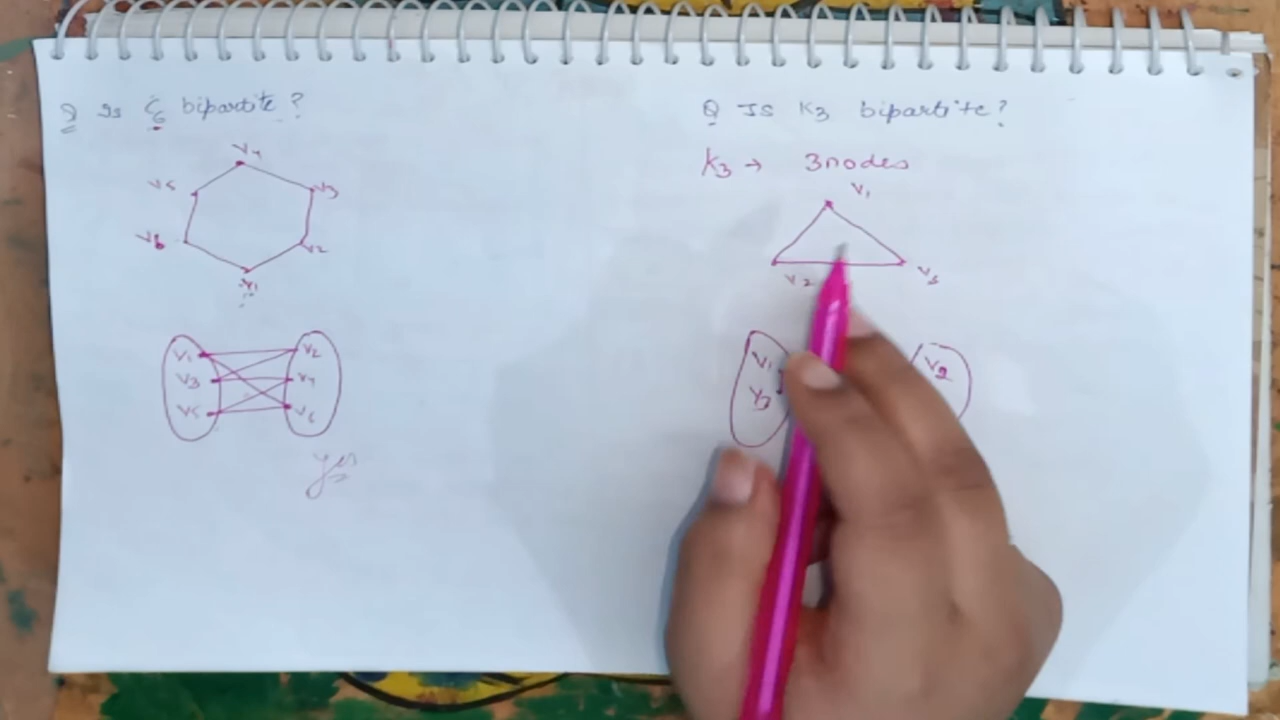 Q Is C6 bipartite?
V4
V5 V3
V6 V2
V1
V1 V2
V3 V4
V5 V6
yes
Q Is K3 bipartite?
K3 → 3nodes
V1
V2 V3
V1 V2
V3